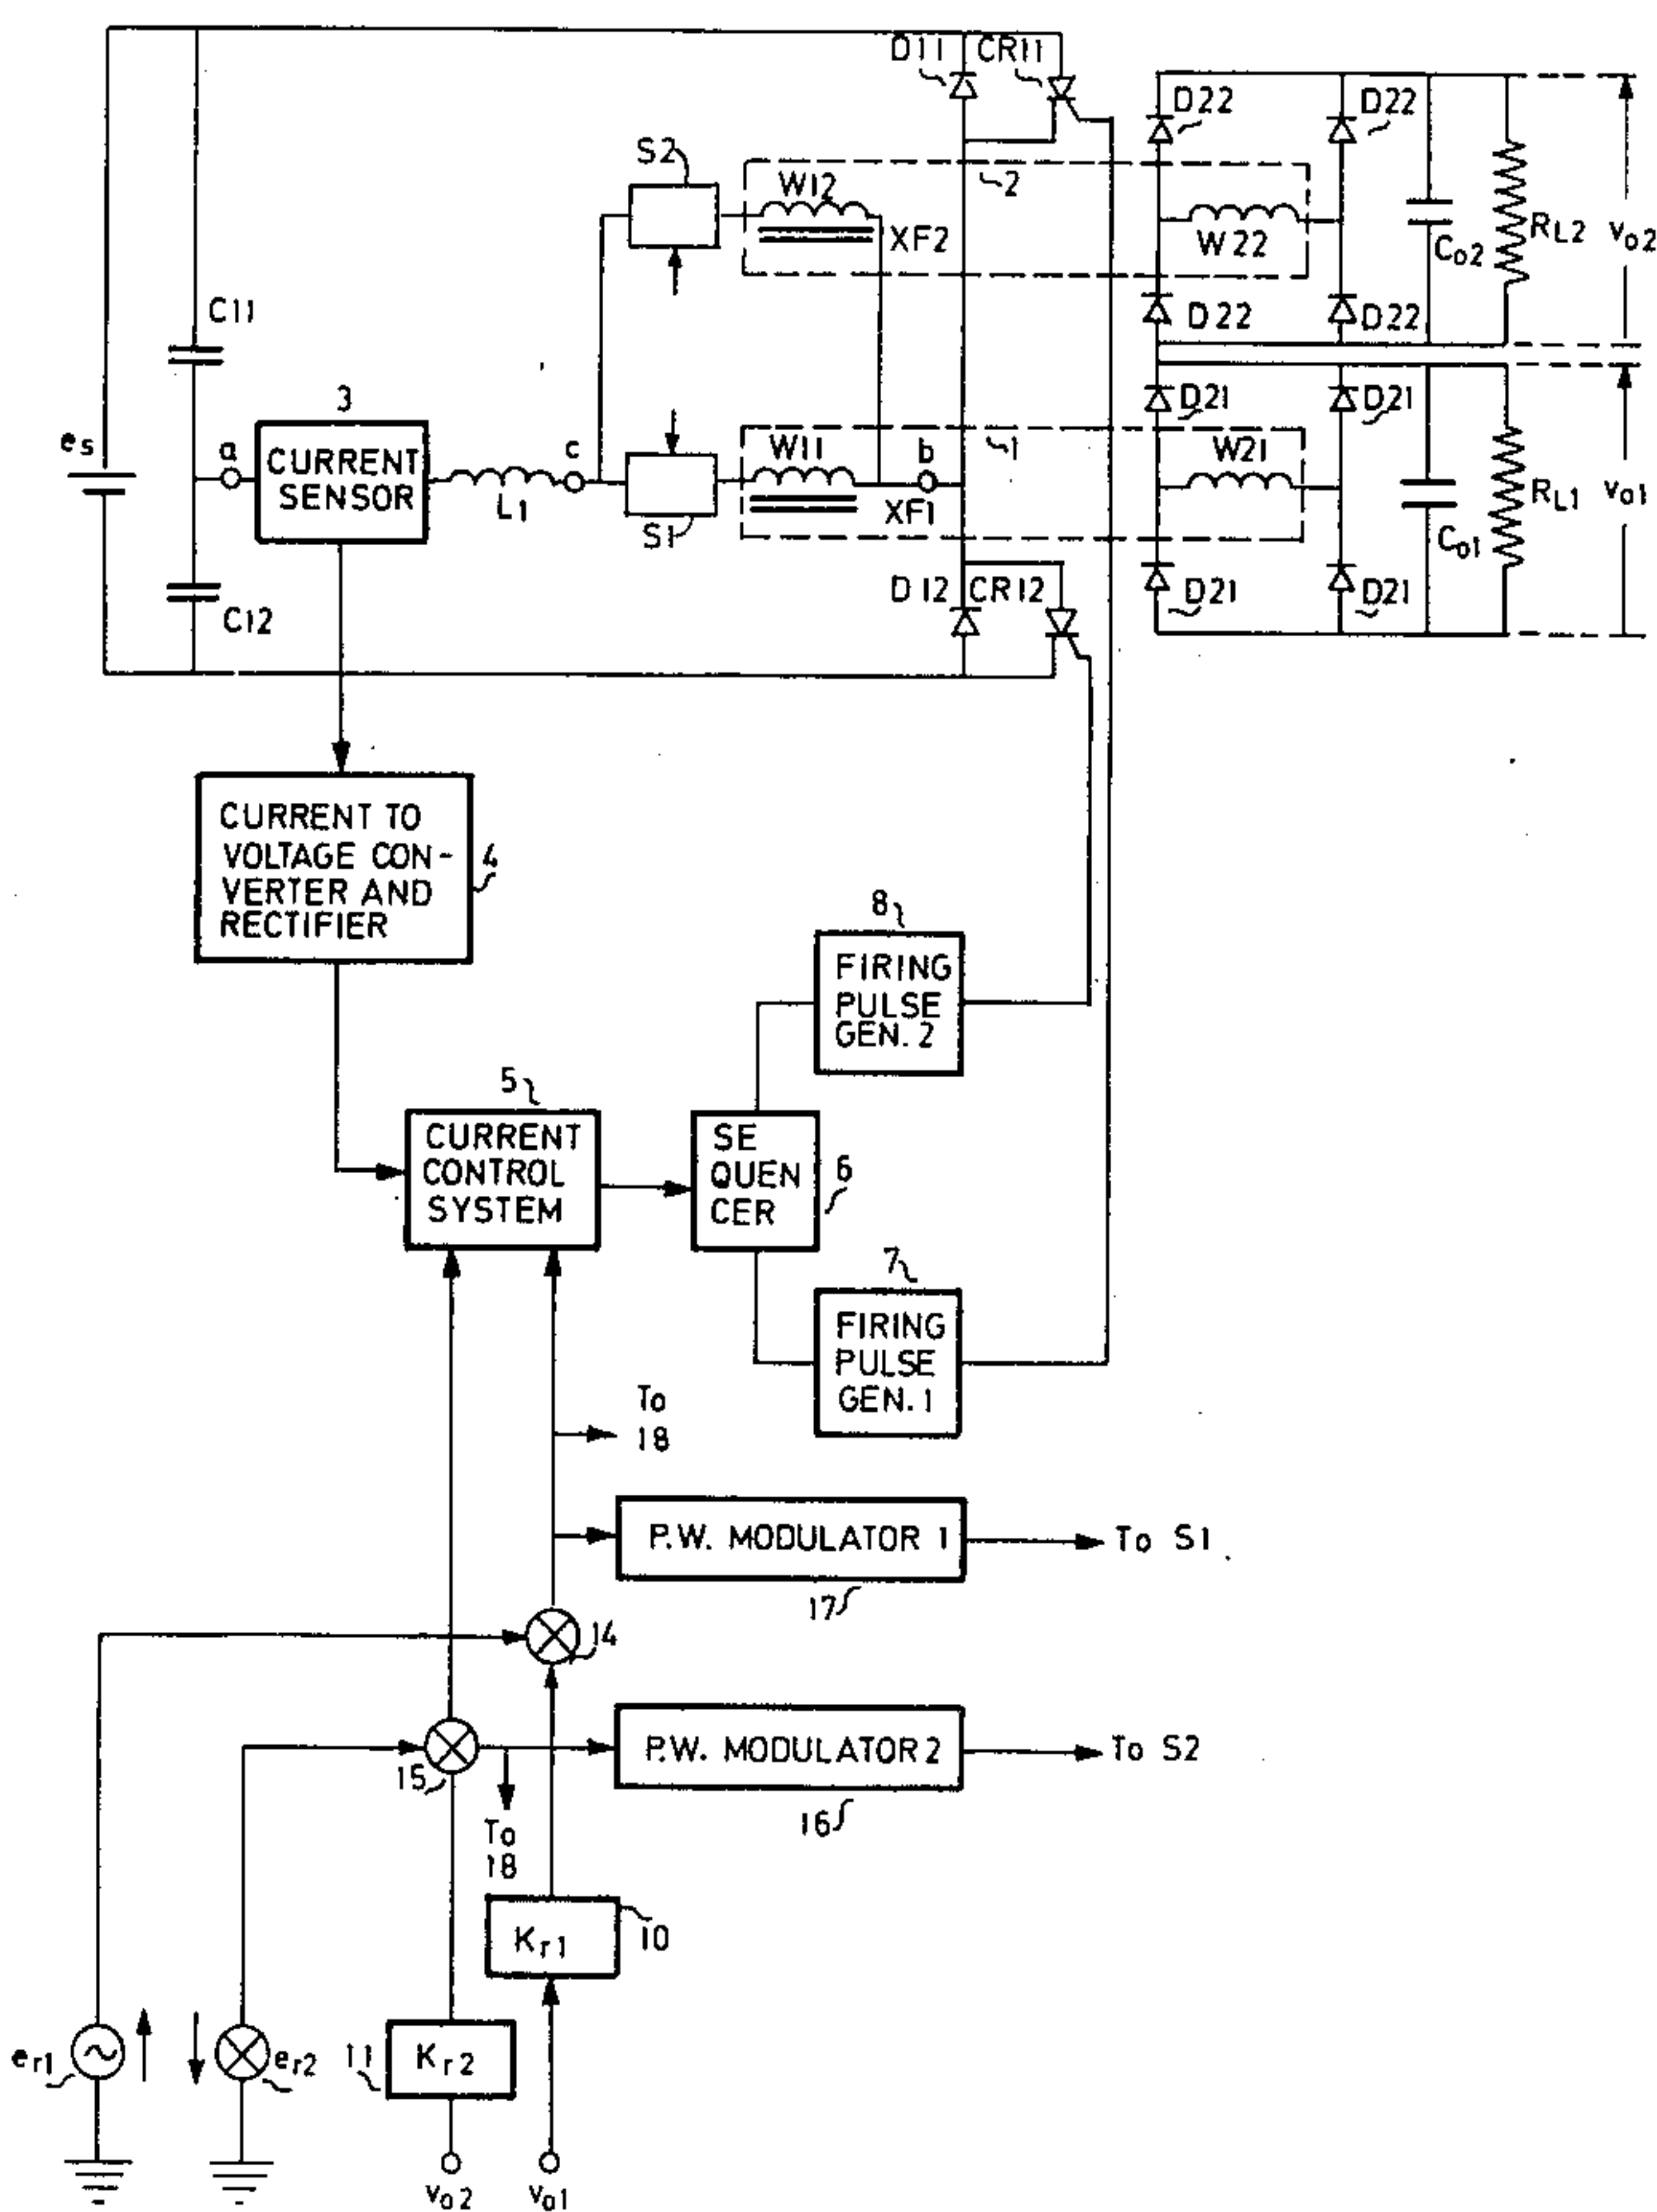 D11
CR11
D22
D22
S2
W12
2
XF2
W22
Co2
RL2
vo2
C11
D22
D22
3
es
a
CURRENT
SENSOR
L1
c
W11
b
1
D21
D21
W21
S1
XF1
Co1
RL1
vo1
C12
D12
CR12
D21
D21
CURRENT TO
VOLTAGE CON-
VERTER AND
RECTIFIER
4
8
FIRING
PULSE
GEN. 2
5
CURRENT
CONTROL
SYSTEM
SE
QUEN
CER
6
7
FIRING
PULSE
GEN. 1
To
18
P.W. MODULATOR 1
To S1
17
14
P.W. MODULATOR 2
To S2
15
16
To
18
Kr1
10
er1
er2
11
Kr2
vo2
vo1